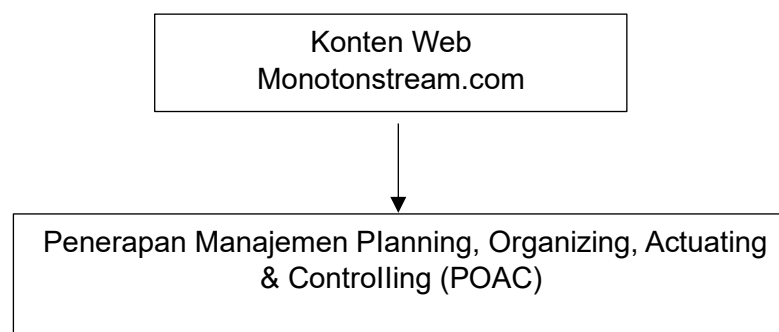 Konten Web
Monotonstream.com
Penerapan Manajemen Planning, Organizing, Actuating
& Controlling (POAC)